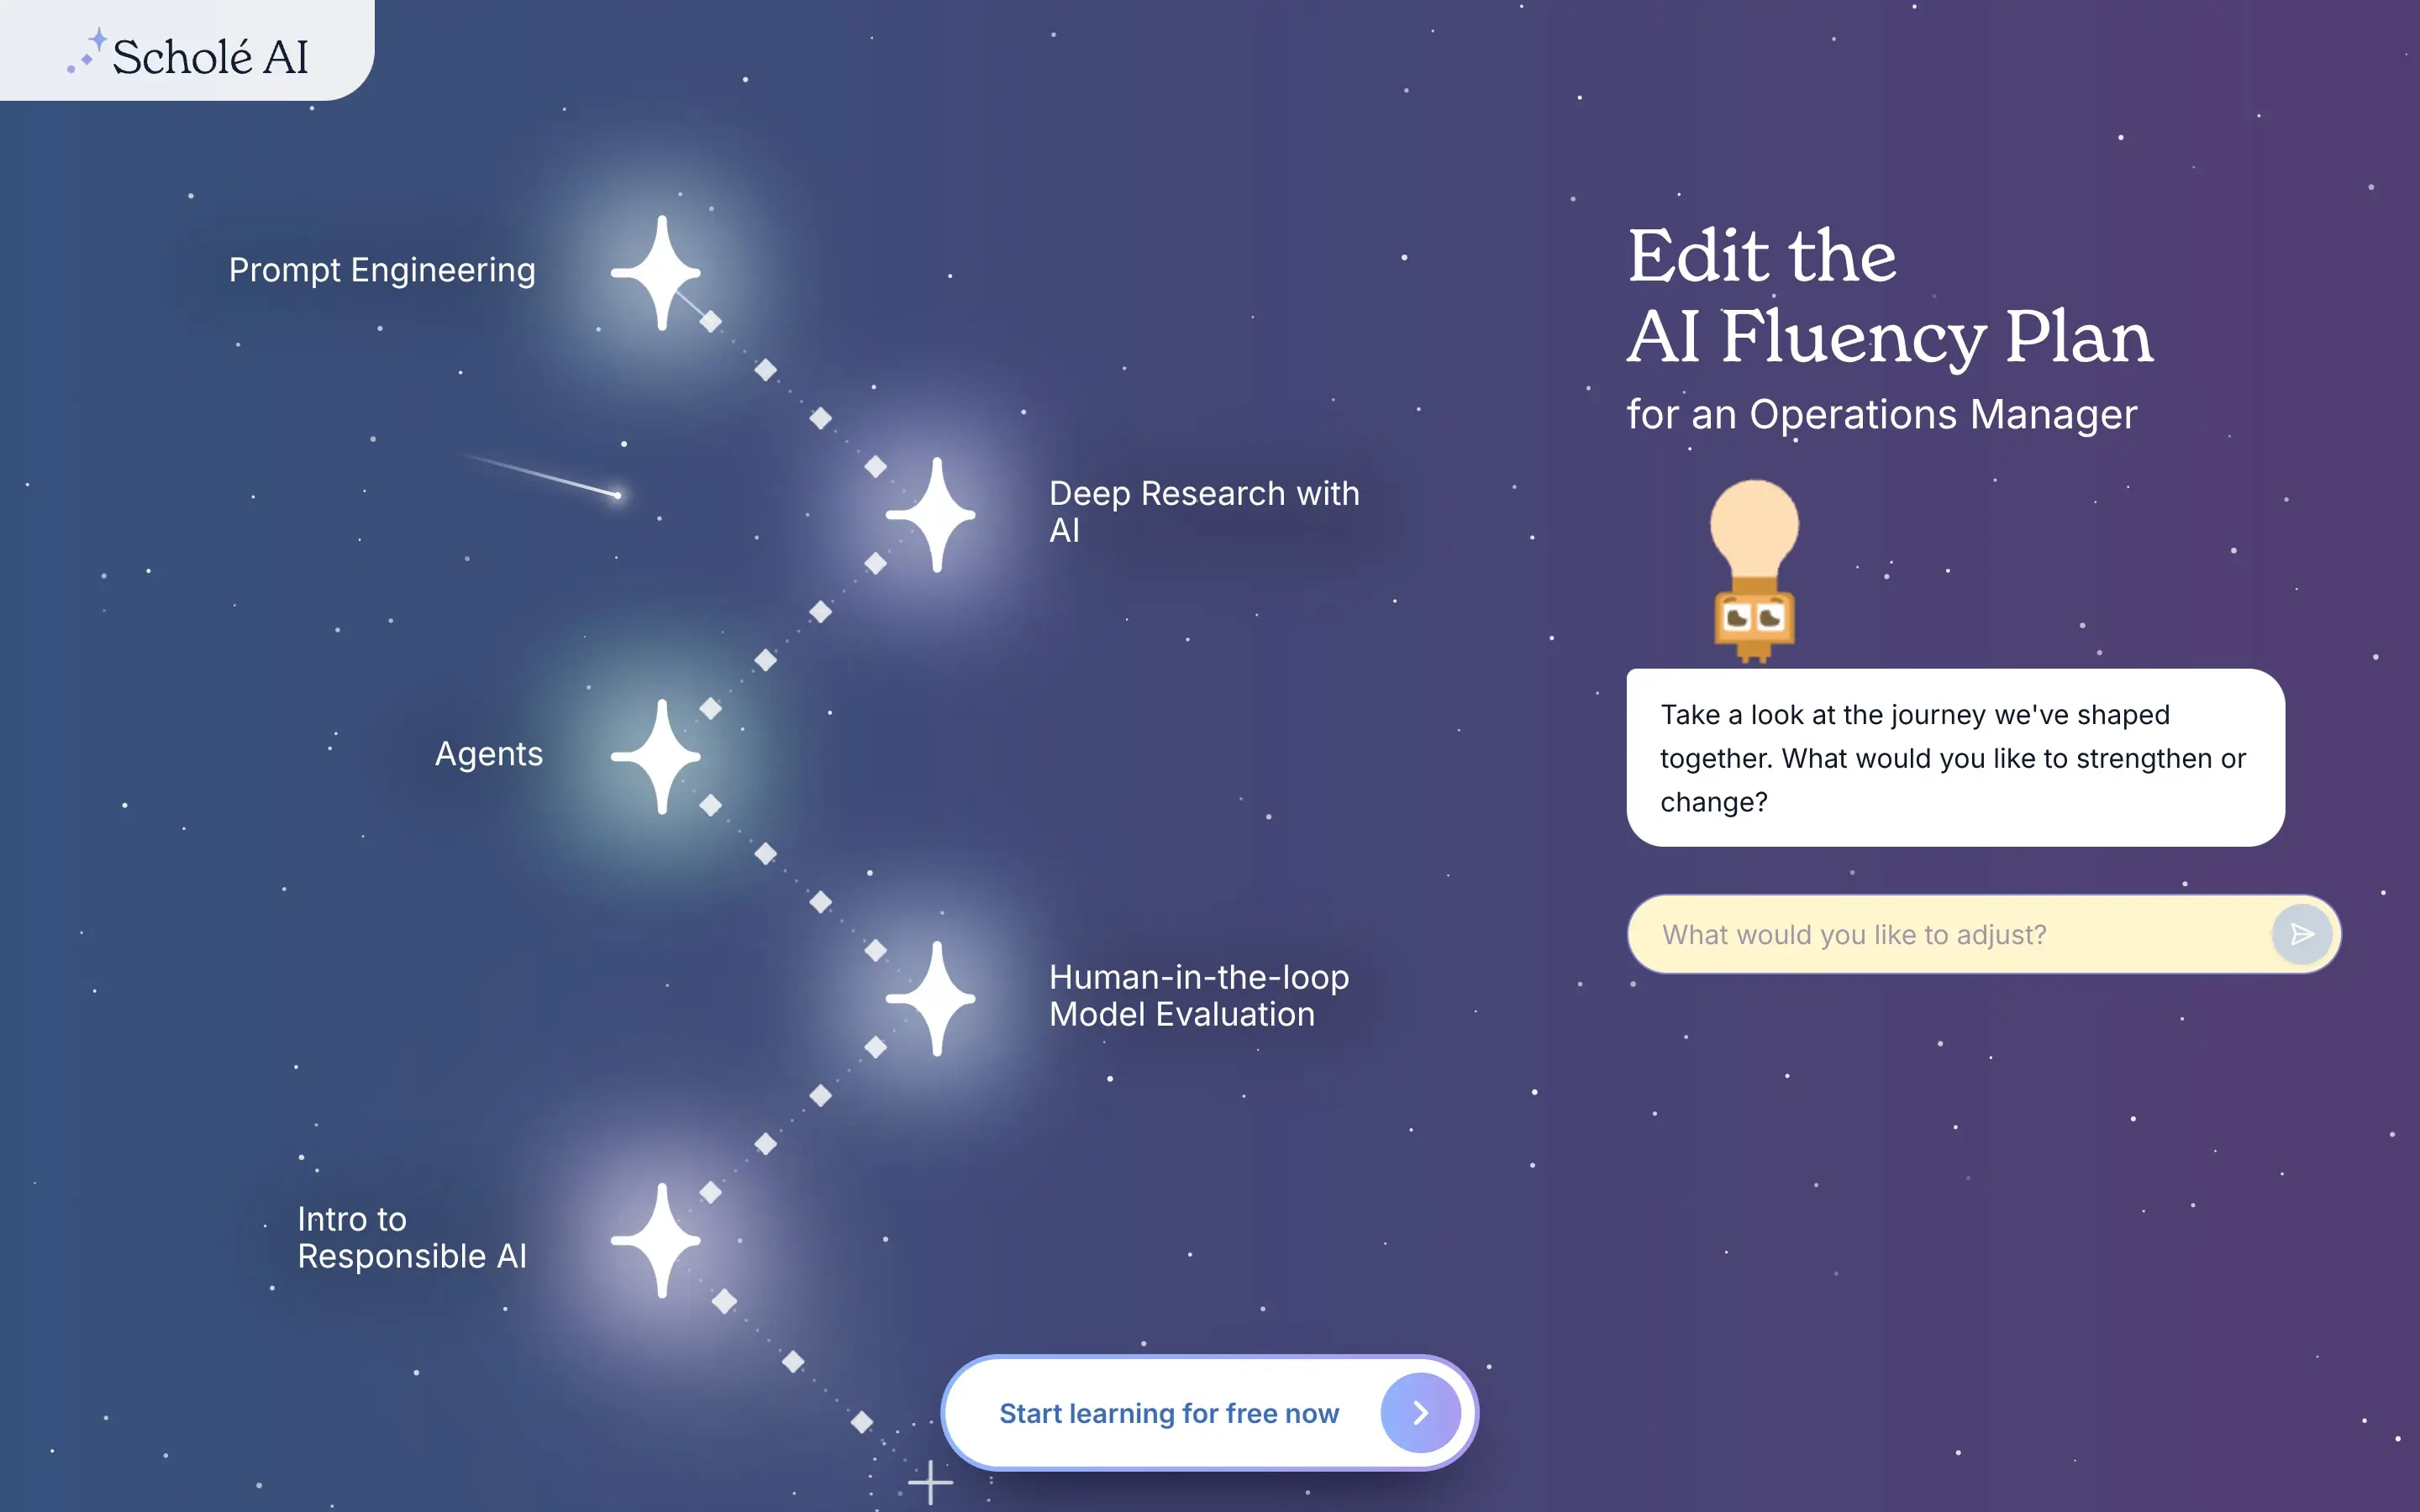 Scholé AI
Prompt Engineering
Deep Research with
AI
Agents
Human-in-the-loop
Model Evaluation
Intro to
Responsible AI
Start learning for free now
Edit the
AI Fluency Plan
for an Operations Manager
Take a look at the journey we've shaped
together. What would you like to strengthen or
change?
What would you like to adjust?